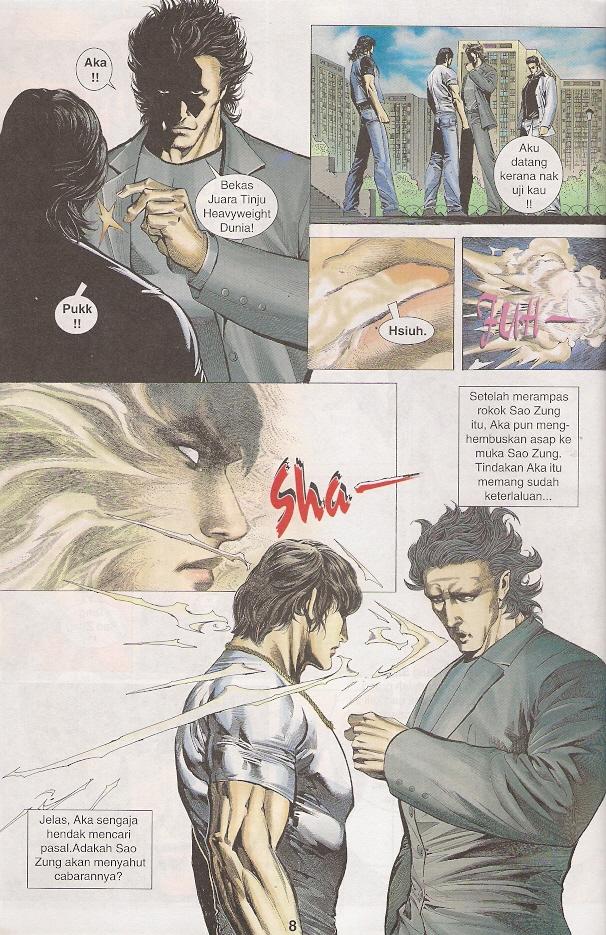 Aka
!!
Bekas
Juara Tinju
Heavyweight
Dunia!
Pukk
!!
Aku
datang
kerana nak
uji kau
!!
Hsiuh.
FUH—
Sha—
Setelah merampas
rokok Sao Zung
itu, Aka pun meng-
hembuskan asap ke
muka Sao Zung.
Tindakan Aka itu
memang sudah
keterlaluan...
Jelas, Aka sengaja
hendak mencari
pasal.Adakah Sao
Zung akan menyahut
cabarannya?
8